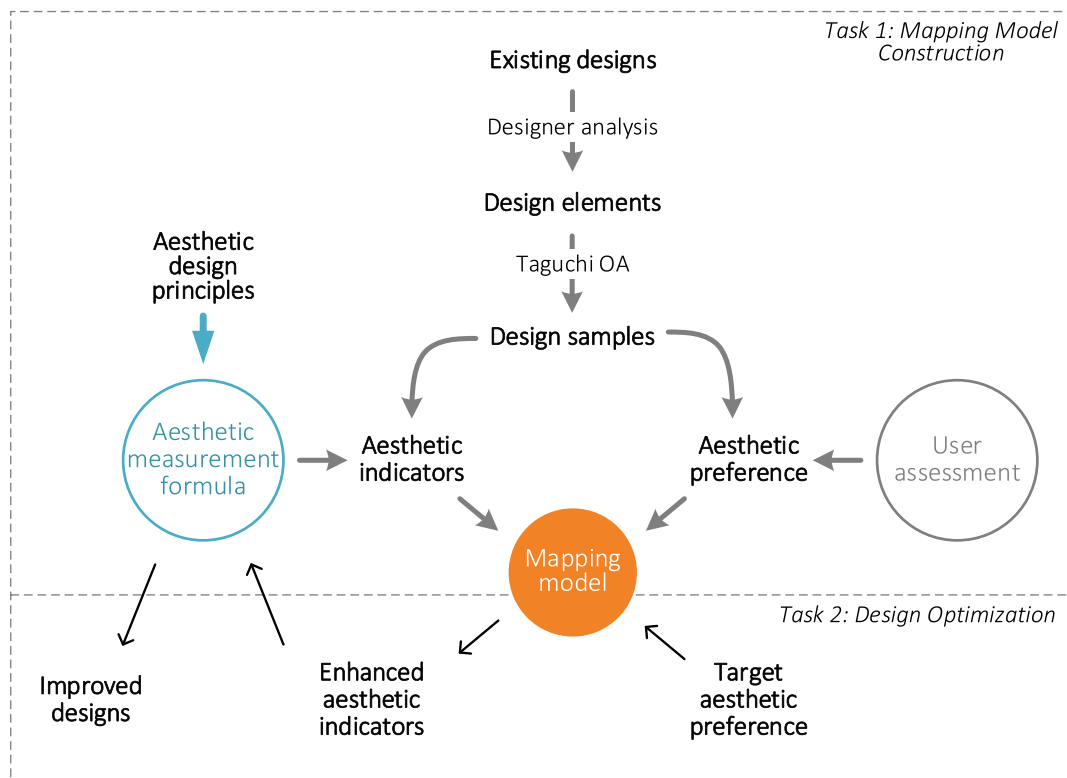 Task 1: Mapping Model
Construction
Existing designs
Designer analysis
Design elements
Taguchi OA
Design samples
Aesthetic
design
principles
Aesthetic
measurement
formula
Aesthetic
indicators
Aesthetic
preference
User
assessment
Mapping
model
Task 2: Design Optimization
Improved
designs
Enhanced
aesthetic
indicators
Target
aesthetic
preference